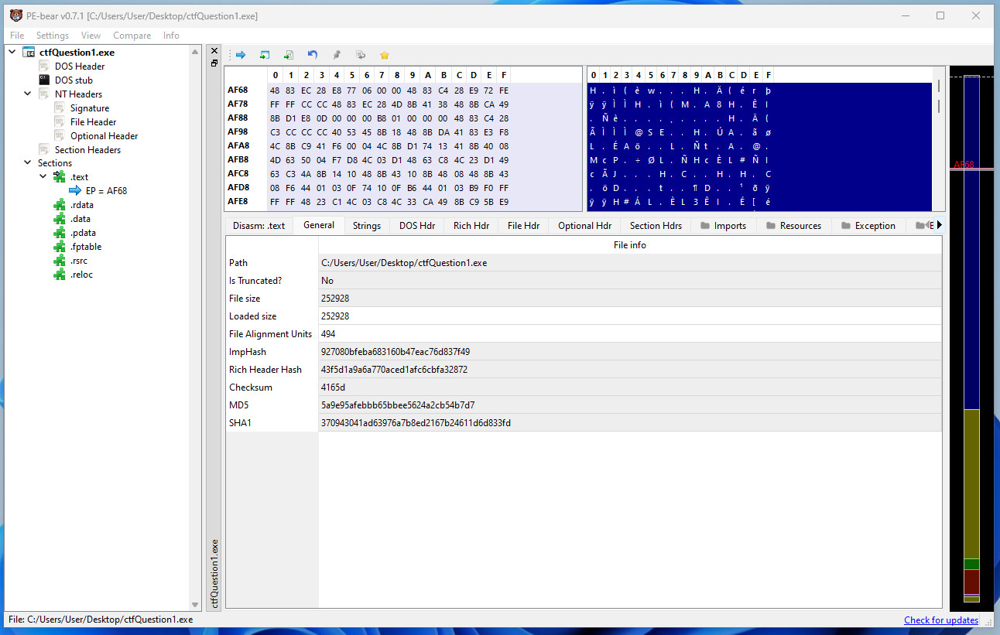 PE-bear v0.7.1 [C:/Users/User/Desktop/ctfQuestion1.exe]
File Settings View Compare Info
ctfQuestion1.exe
DOS Header
DOS stub
NT Headers
Signature
File Header
Optional Header
Section Headers
Sections
.text
EP = AF68
.rdata
.data
.pdata
.fptable
.rsrc
.reloc
ctfQuestion1.exe
0 1 2 3 4 5 6 7 8 9 A B C D E F
AF68 48 83 EC 28 E8 77 06 00 00 48 83 C4 28 E9 72 FE
AF78 FF FF CC CC 48 83 EC 28 4D 8B 41 38 48 8B CA 49
AF88 8B D1 E8 0D 00 00 00 B8 01 00 00 00 48 83 C4 28
AF98 C3 CC CC CC 40 53 45 8B 18 48 8B DA 41 83 E3 F8
AFA8 4C 8B C9 41 F6 00 04 4C 8B D1 74 13 41 8B 40 08
AFB8 4D 63 50 04 F7 D8 4C 03 D1 48 63 C8 4C 23 D1 49
AFC8 63 C3 4A 8B 14 10 48 8B 43 10 8B 48 08 48 8B 43
AFD8 08 F6 44 01 03 0F 74 10 0F B6 44 01 03 B9 F0 FF
AFE8 FF FF 48 23 C1 4C 03 C8 4C 33 CA 49 8B C9 5B E9
0 1 2 3 4 5 6 7 8 9 A B C D E F
H . ì ( è w . . . H . Ä ( é r þ
ÿ ÿ Ì Ì H . ì ( M . A 8 H . Ê I
. Ñ è . . . . . . . . . H . Ä (
Ã Ì Ì Ì @ S E . . H . Ú A . ã ø
L . É A ö . . L . Ñ t . A . @ .
M c P . ÷ Ø L . Ñ H c È L # Ñ I
c Ã J . . . H . C . . H . H . C
. ö D . . . t . . ¶ D . . ¹ ð ÿ
ÿ ÿ H # Á L . È L 3 Ê I . É [ é
AF68
Disasm: .text General Strings DOS Hdr Rich Hdr File Hdr Optional Hdr Section Hdrs Imports Resources Exception
File info
Path C:/Users/User/Desktop/ctfQuestion1.exe
Is Truncated? No
File size 252928
Loaded size 252928
File Alignment Units 494
ImpHash 927080bfeba683160b47eac76d837f49
Rich Header Hash 43f5d1a9a6a770aced1afc6cbfa32872
Checksum 4165d
MD5 5a9e95afebbb65bbee5624a2cb54b7d7
SHA1 370943041ad63976a7b8ed2167b24611d6d833fd
File: C:/Users/User/Desktop/ctfQuestion1.exe
Check for updates